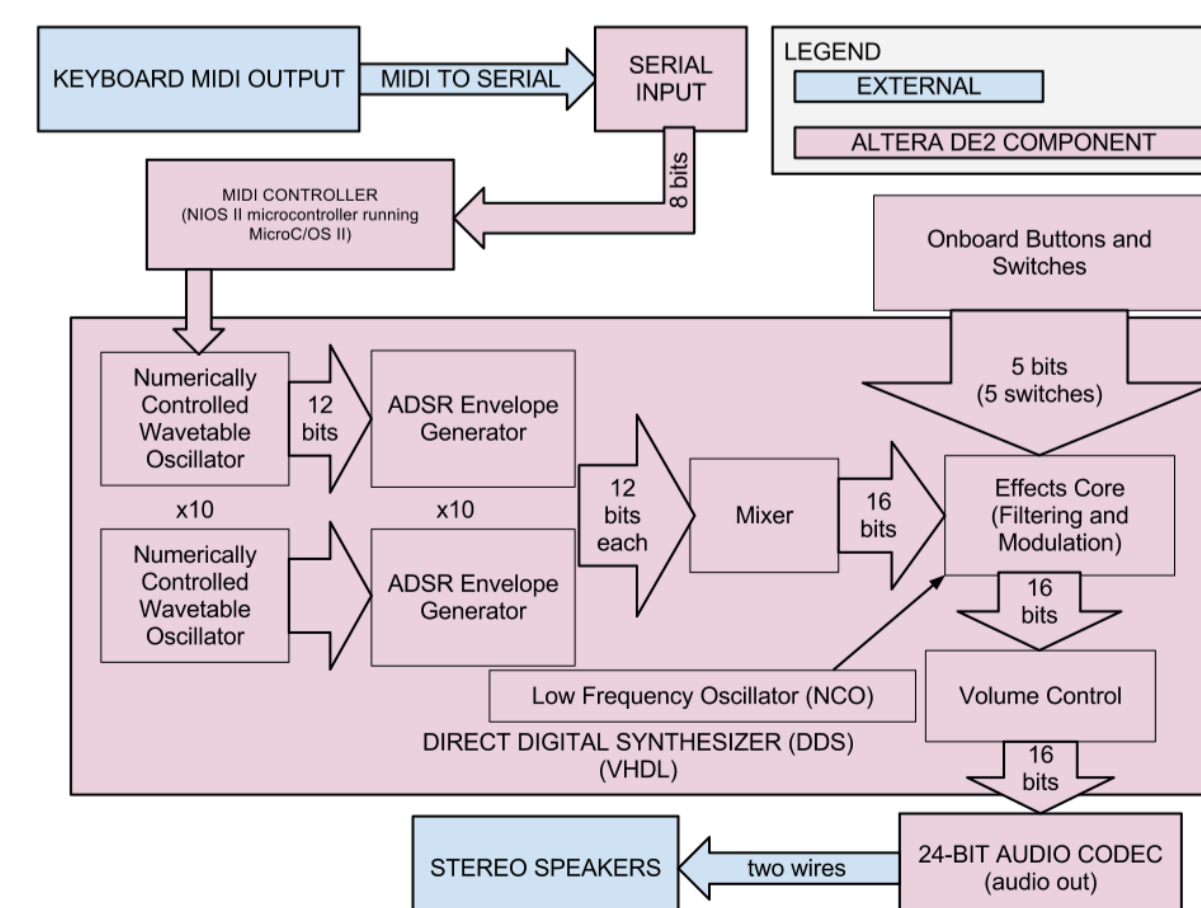 KEYBOARD MIDI OUTPUT
MIDI TO SERIAL
SERIAL
INPUT
LEGEND
EXTERNAL
ALTERA DE2 COMPONENT
8 bits
MIDI CONTROLLER
(NIOS II microcontroller running
MicroC/OS II)
Onboard Buttons and
Switches
5 bits
(5 switches)
Numerically
Controlled
Wavetable
Oscillator
12
bits
ADSR Envelope
Generator
x10
x10
Numerically
Controlled
Wavetable
Oscillator
ADSR Envelope
Generator
12
bits
each
Mixer
16
bits
Effects Core
(Filtering and
Modulation)
16
bits
Low Frequency Oscillator (NCO)
Volume Control
DIRECT DIGITAL SYNTHESIZER (DDS)
(VHDL)
16
bits
STEREO SPEAKERS
two wires
24-BIT AUDIO CODEC
(audio out)